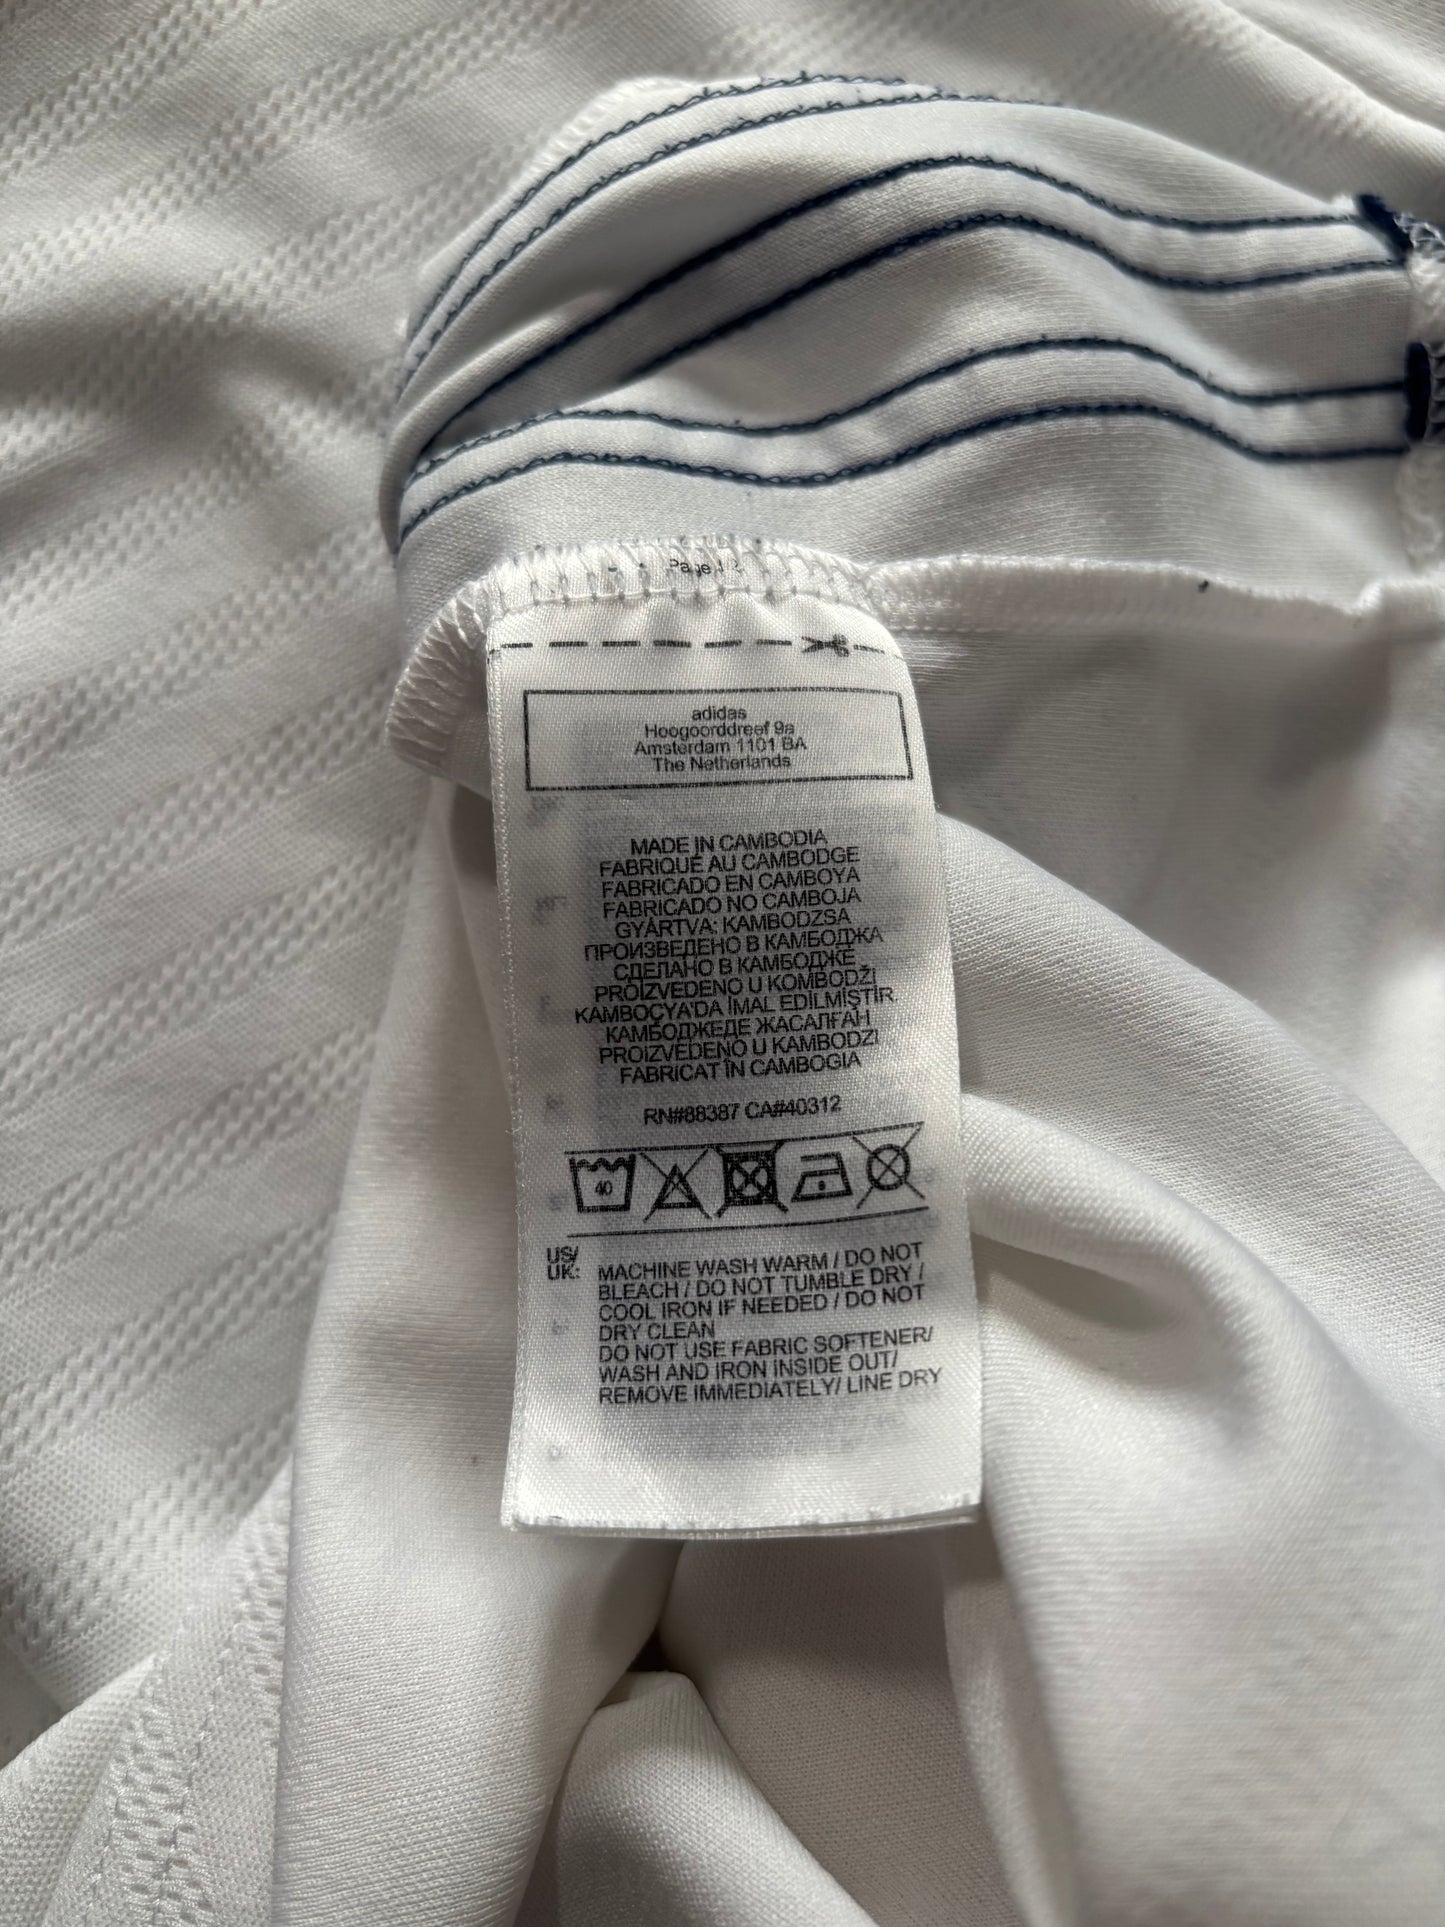 adidas
Hoogoorddreef 9a
Amsterdam 1101 BA
The Netherlands
MADE IN CAMBODIA
FABRIQUÉ AU CAMBODGE
FABRICADO EN CAMBOYA
FABRICADO NO CAMBOJA
GYÁRTVA: KAMBODZSA
ПРОИЗВЕДЕНО В КАМБОДЖА
СДЕЛАНО В КАМБОДЖЕ
PROIZVEDENO U KOMBODŽI
KAMBOÇYA'DA İMAL EDİLMİŞTİR.
КАМБОДЖЕДЕ ЖАСАЛҒАН
PROIZVEDENO U KAMBODZI
FABRICAT ÎN CAMBOGIA
RN#88387 CA#40312
40
US/
UK: MACHINE WASH WARM / DO NOT
BLEACH / DO NOT TUMBLE DRY /
COOL IRON IF NEEDED / DO NOT
DRY CLEAN
DO NOT USE FABRIC SOFTENER/
WASH AND IRON INSIDE OUT/
REMOVE IMMEDIATELY/ LINE DRY